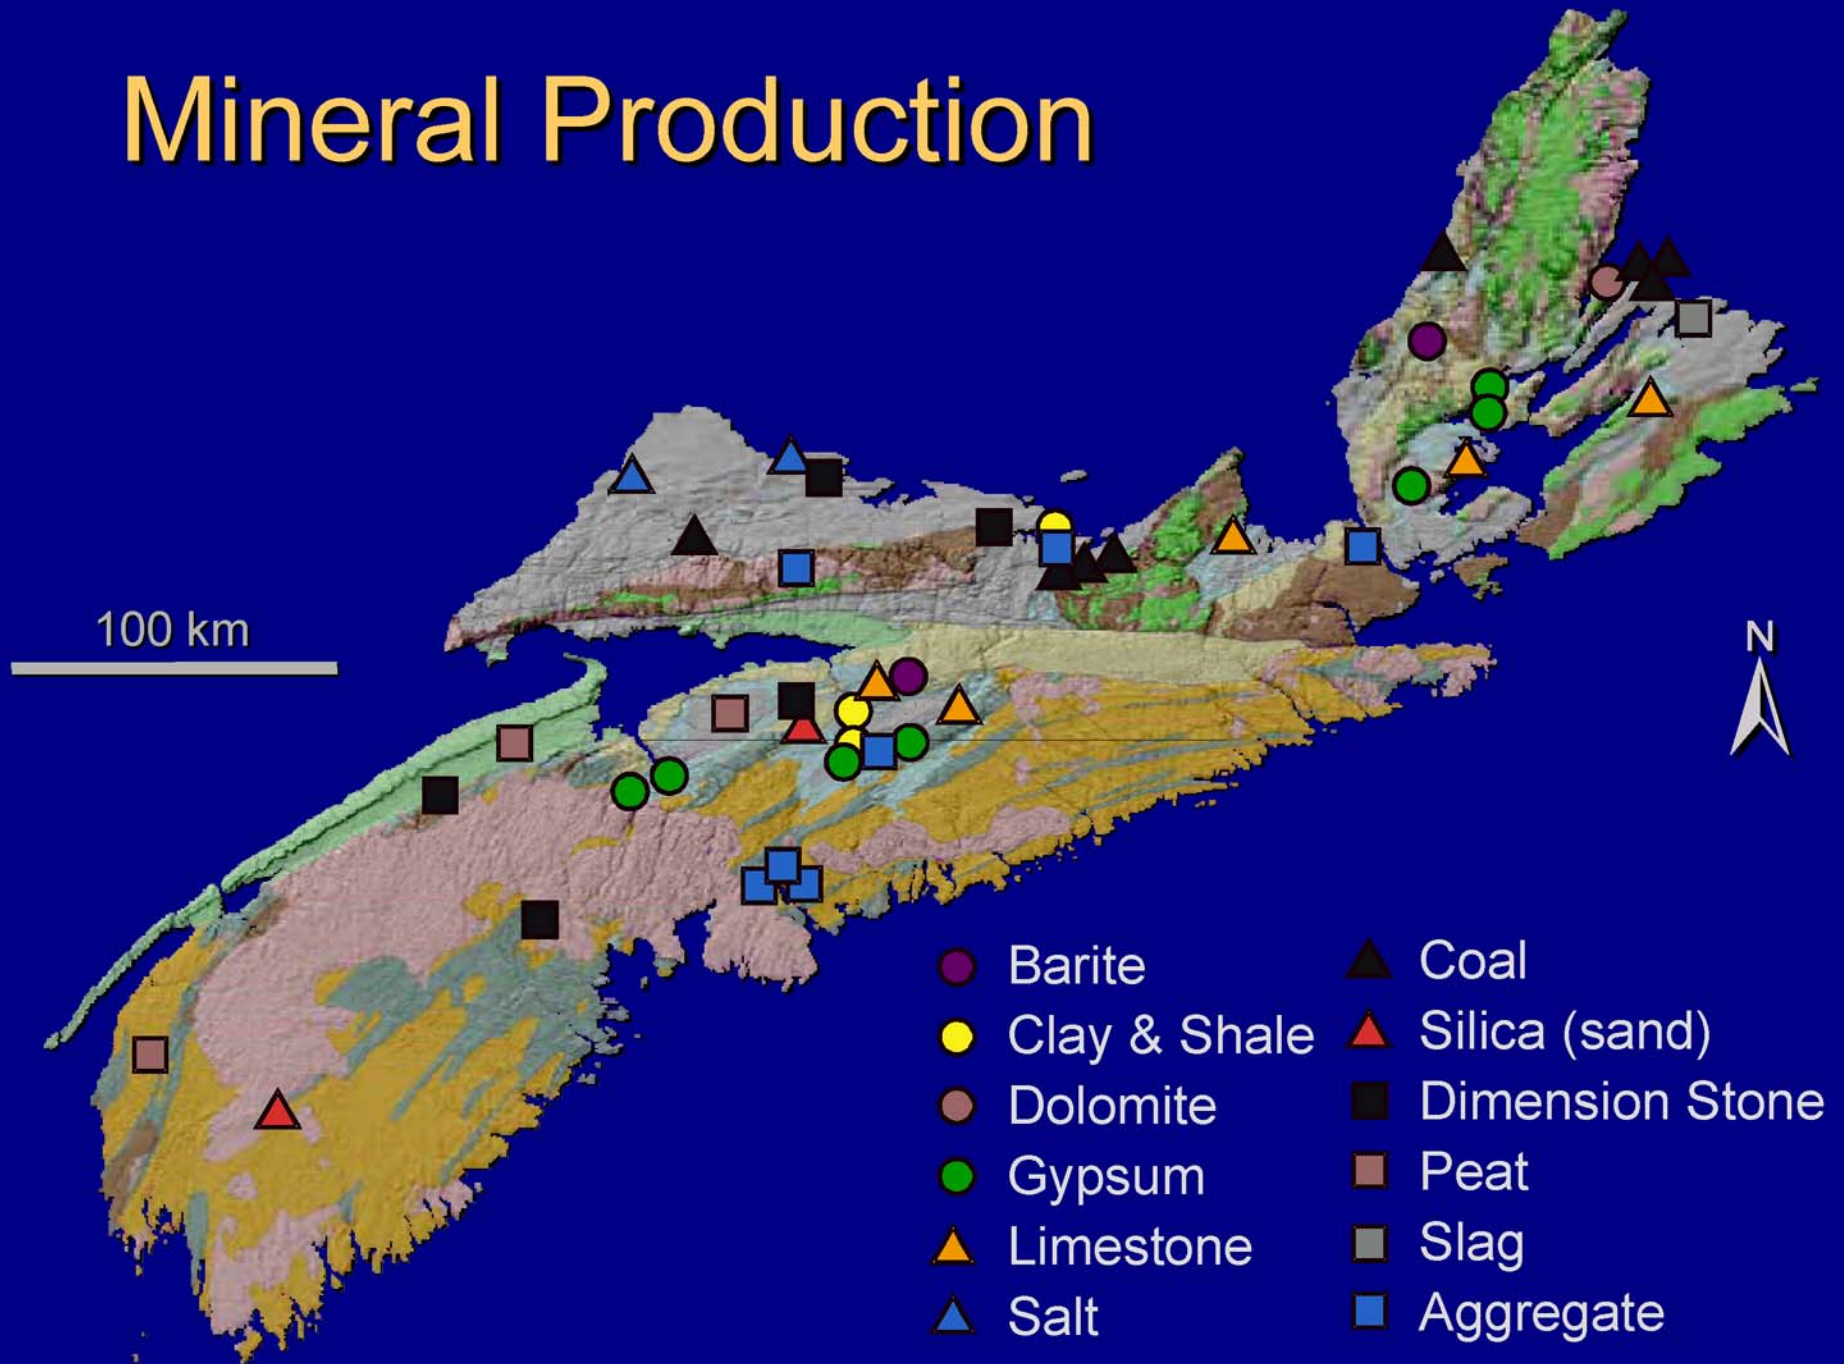 Mineral Production
100 km
N
Barite
Clay & Shale
Dolomite
Gypsum
Limestone
Salt
Coal
Silica (sand)
Dimension Stone
Peat
Slag
Aggregate